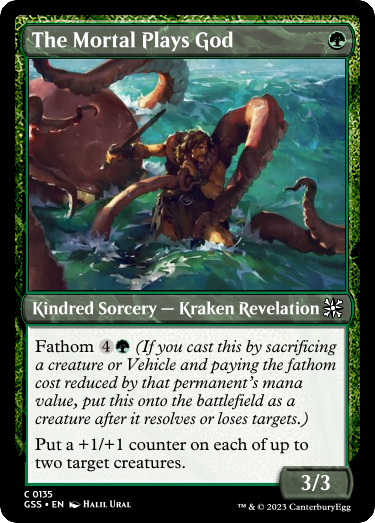 The Mortal Plays God
Kindred Sorcery — Kraken Revelation
Fathom 4 (If you cast this by sacrificing
a creature or Vehicle and paying the fathom
cost reduced by that permanent's mana
value, put this onto the battlefield as a
creature after it resolves or loses targets.)
Put a +1/+1 counter on each of up to
two target creatures.
3/3
C 0135
GSS • EN Halil Ural
™ & © 2023 CanterburyEgg